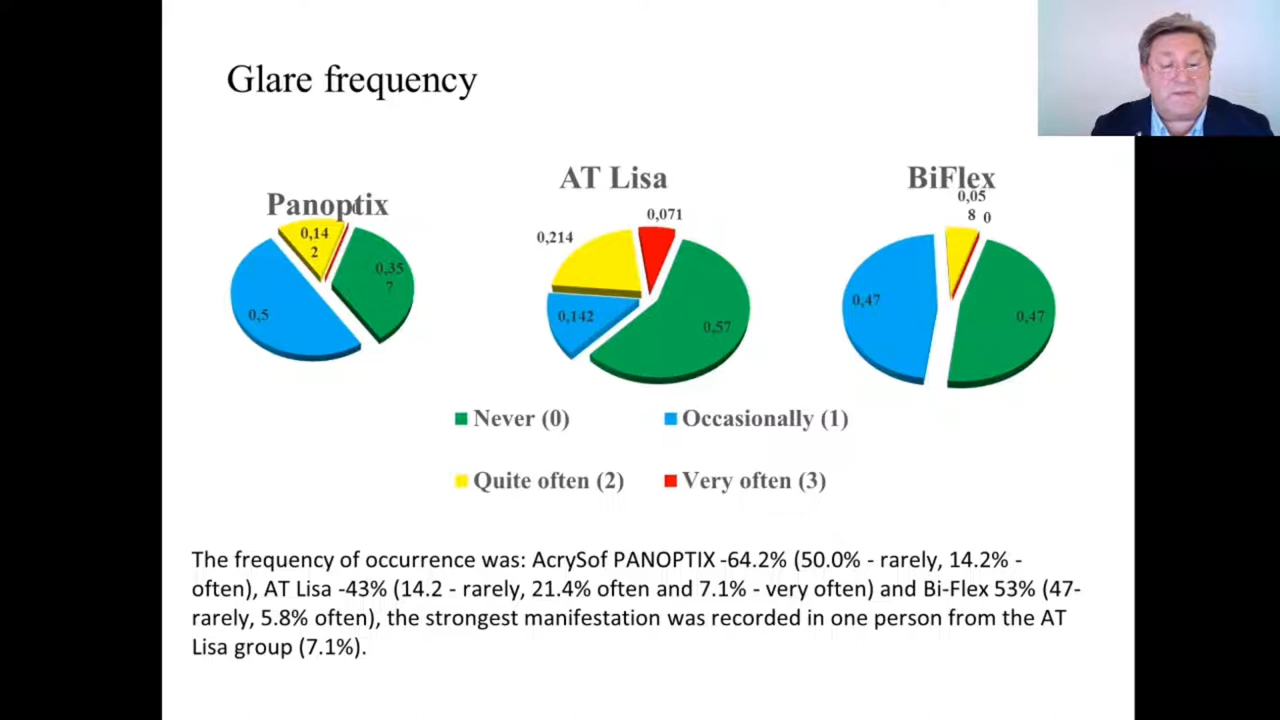 Glare frequency
Panoptix
0,14
2
0,35
7
0,5
AT Lisa
0,071
0,214
0,142
0,57
BiFlex
0,05
8 0
0,47
0,47
Never (0)
Occasionally (1)
Quite often (2)
Very often (3)
The frequency of occurrence was: AcrySof PANOPTIX -64.2% (50.0% - rarely, 14.2% -
often), AT Lisa -43% (14.2 - rarely, 21.4% often and 7.1% - very often) and Bi-Flex 53% (47-
rarely, 5.8% often), the strongest manifestation was recorded in one person from the AT
Lisa group (7.1%).